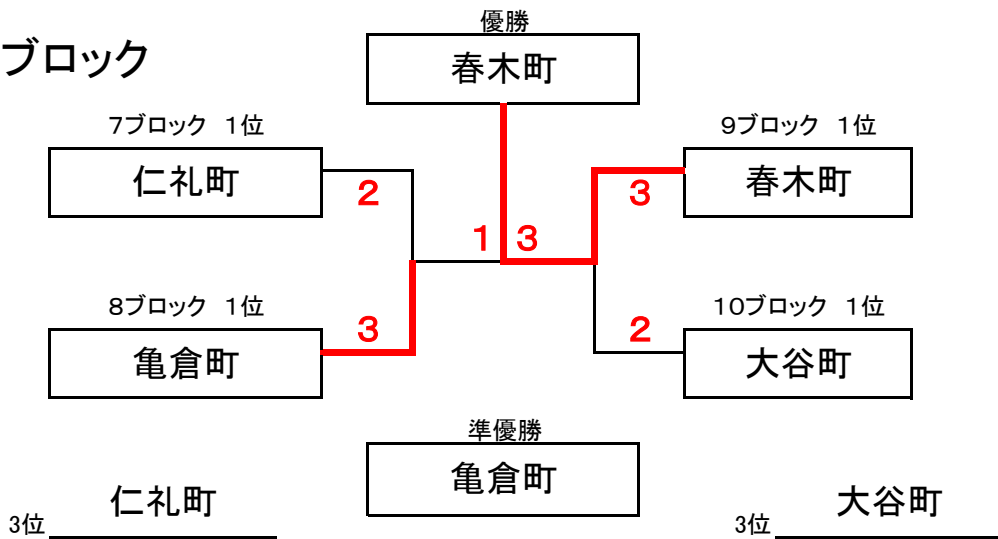 優勝
ブロック
春木町
7ブロック　1位
9ブロック　1位
仁礼町
春木町
2
3
1
3
8ブロック　1位
10ブロック　1位
3
2
亀倉町
大谷町
準優勝
亀倉町
3位 仁礼町
3位 大谷町